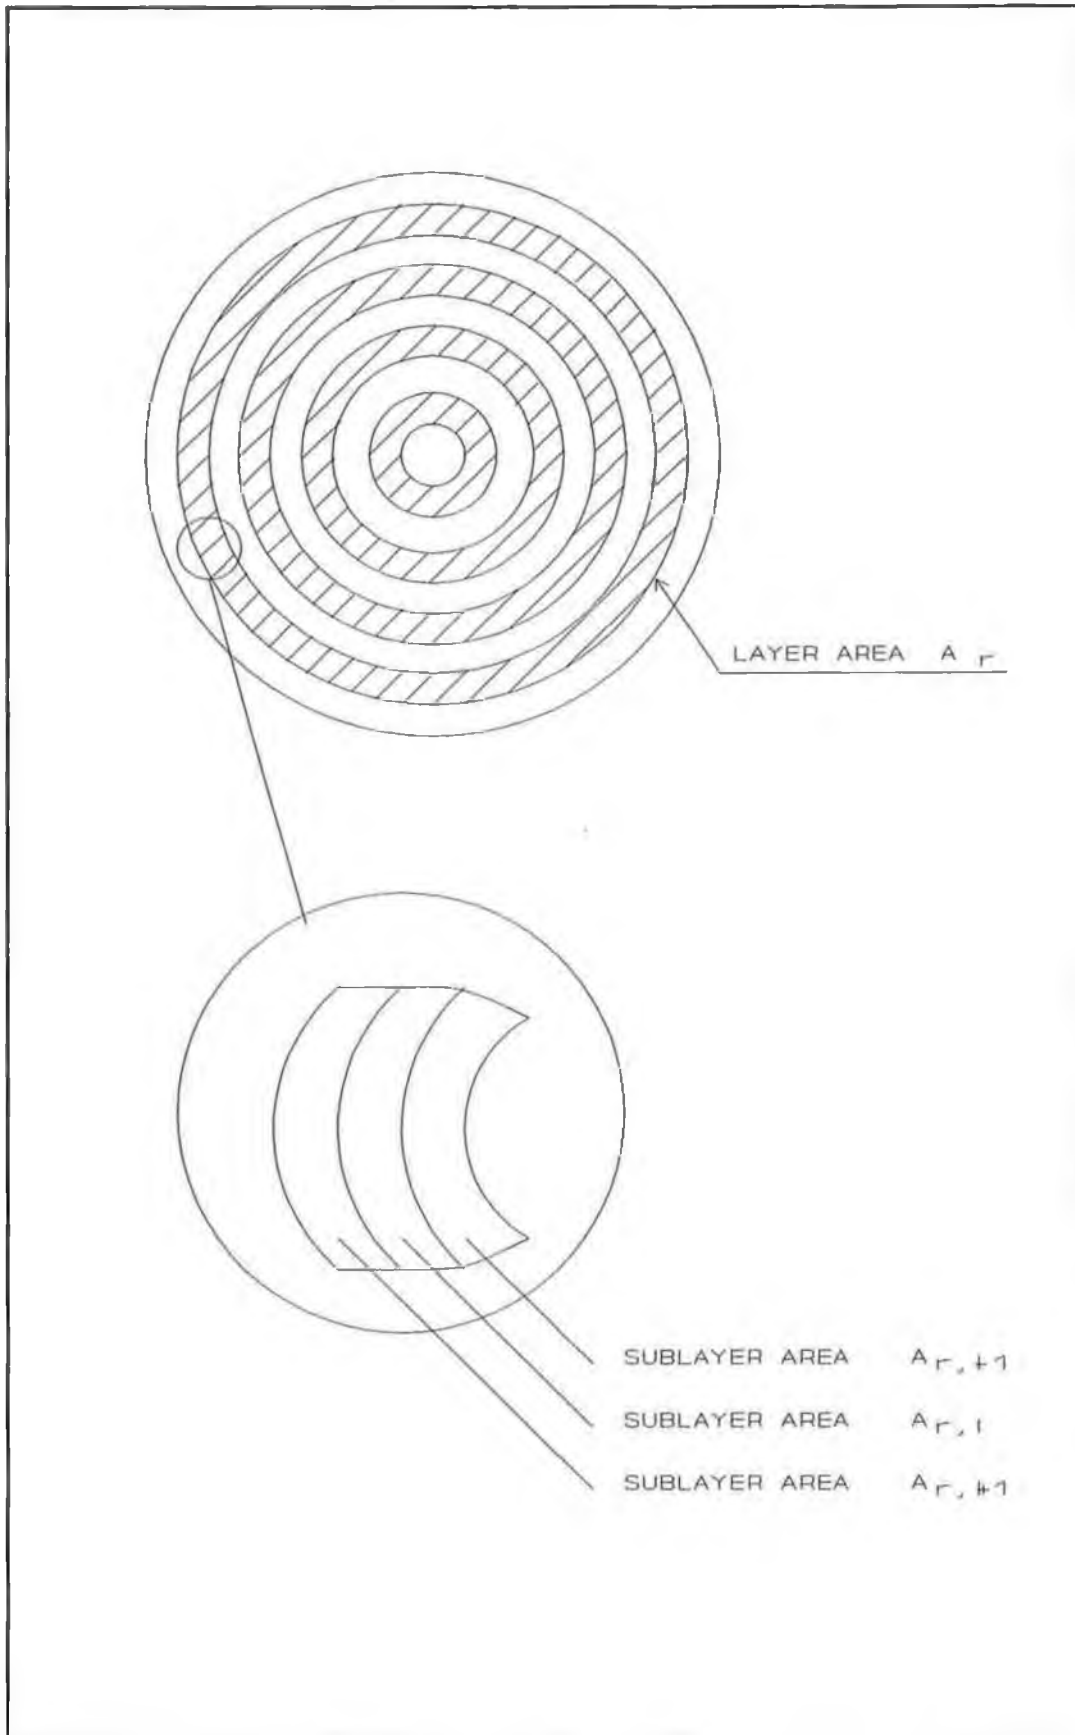 LAYER AREA A r
SUBLAYER AREA A r, +1
SUBLAYER AREA A r, i
SUBLAYER AREA A r, #1